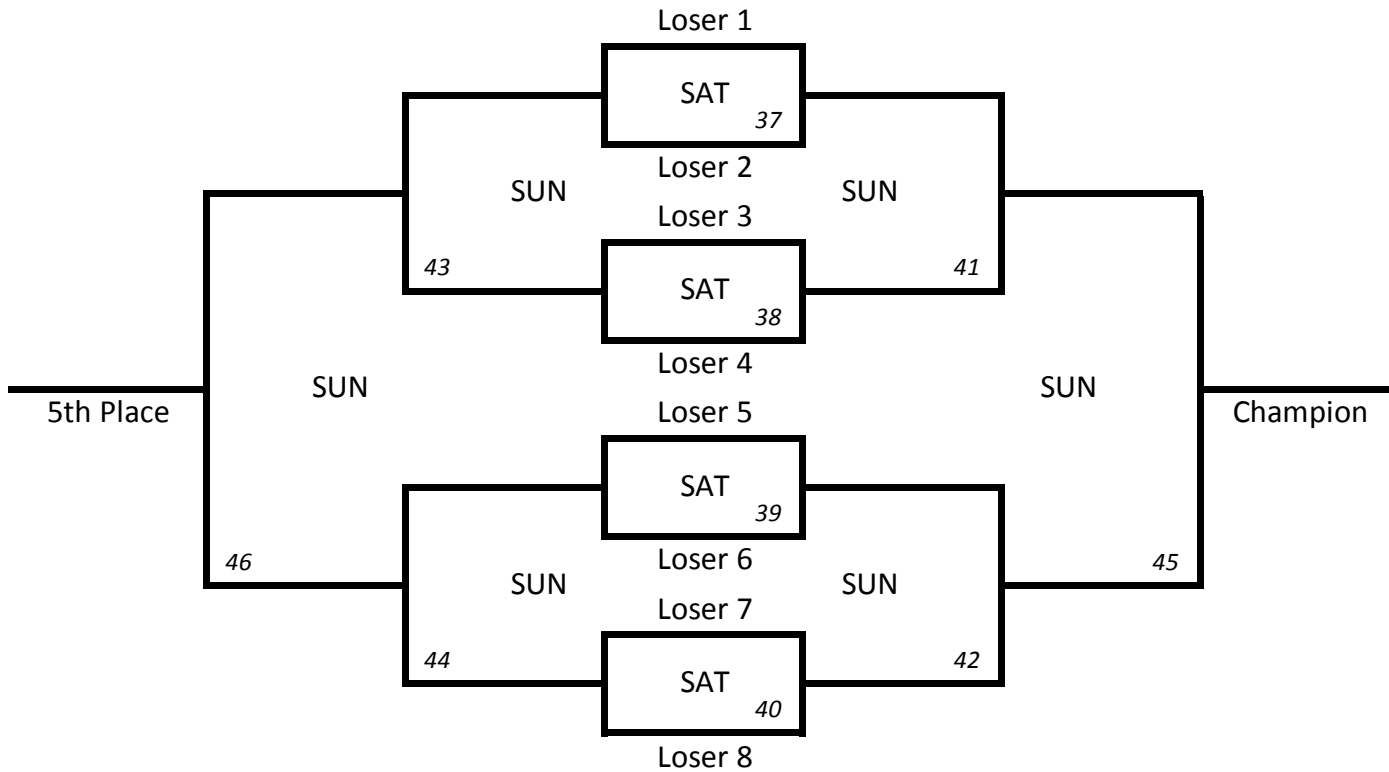 Loser 1
SAT
37
Loser 2
SUN
SUN
Loser 3
43
41
SAT
38
Loser 4
SUN
SUN
5th Place
Champion
Loser 5
SAT
39
Loser 6
46
45
SUN
SUN
Loser 7
44
42
SAT
40
Loser 8